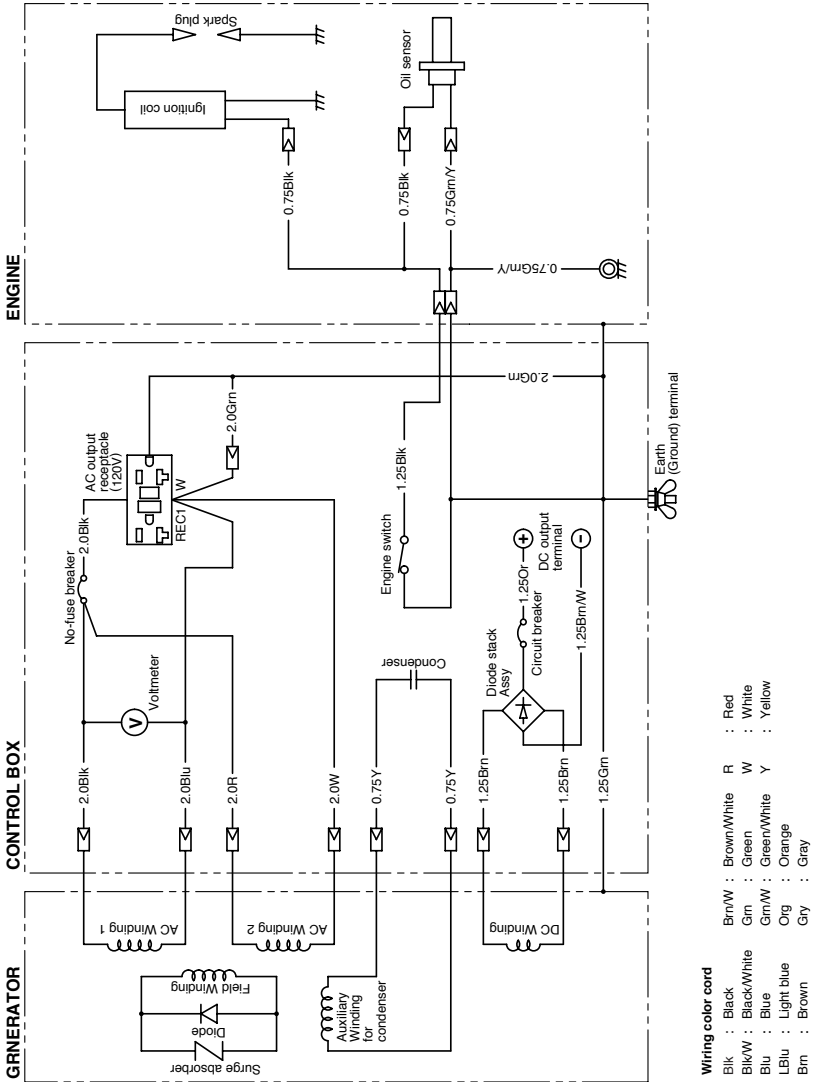 ENGINE
Spark plug
Ignition coil
Oil sensor
0.75Blk
0.75Blk
0.75Grn/Y
0.75Grn/Y
CONTROL BOX
AC output
receptacle
(120V)
REC1
W
2.0Blk
No-fuse breaker
Voltmeter
V
2.0Grn
2.0Grn
Engine switch
1.25Blk
Condenser
Diode stack
Assy
Circuit breaker
1.25Or
DC output
terminal
+
−
1.25Brn/W
Earth
(Ground) terminal
2.0Blk
2.0Blu
2.0R
2.0W
0.75Y
0.75Y
1.25Brn
1.25Brn
1.25Grn
GRNERATOR
AC Winding 1
AC Winding 2
DC Winding
Field Winding
Diode
Surge absorber
Auxiliary
Winding
for
condenser
Wiring color cord
Blk : Black Brn/W : Brown/White R : Red
Blk/W : Black/White Grn : Green W : White
Blu : Blue Grn/W : Green/White Y : Yellow
LBlu : Light blue Org : Orange
Brn : Brown Gry : Gray